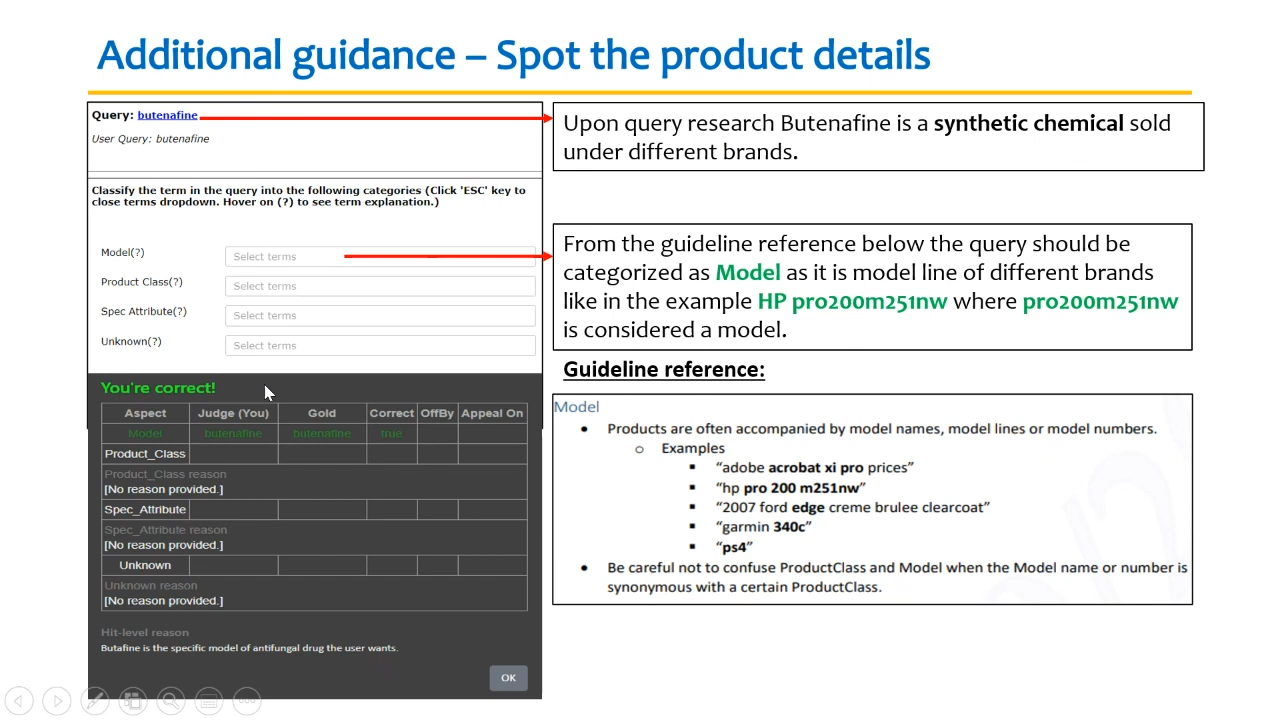 Additional guidance – Spot the product details
Query: butenafine
User Query: butenafine
Classify the term in the query into the following categories (Click 'ESC' key to
close terms dropdown. Hover on (?) to see term explanation.)
Model(?)
Select terms
Product Class(?)
Select terms
Spec Attribute(?)
Select terms
Unknown(?)
Select terms
You're correct!
Aspect Judge (You) Gold Correct OffBy Appeal On
Model butenafine butenafine true
Product_Class
Product_Class reason
[No reason provided.]
Spec_Attribute
Spec_Attribute reason
[No reason provided.]
Unknown
Unknown reason
[No reason provided.]
Hit-level reason
Butafine is the specific model of antifungal drug the user wants.
OK
Upon query research Butenafine is a synthetic chemical sold
under different brands.
From the guideline reference below the query should be
categorized as Model as it is model line of different brands
like in the example HP pro200m251nw where pro200m251nw
is considered a model.
Guideline reference:
Model
• Products are often accompanied by model names, model lines or model numbers.
o Examples
▪ “adobe acrobat xi pro prices”
▪ “hp pro 200 m251nw”
▪ “2007 ford edge creme brulee clearcoat”
▪ “garmin 340c”
▪ “ps4”
• Be careful not to confuse ProductClass and Model when the Model name or number is
synonymous with a certain ProductClass.